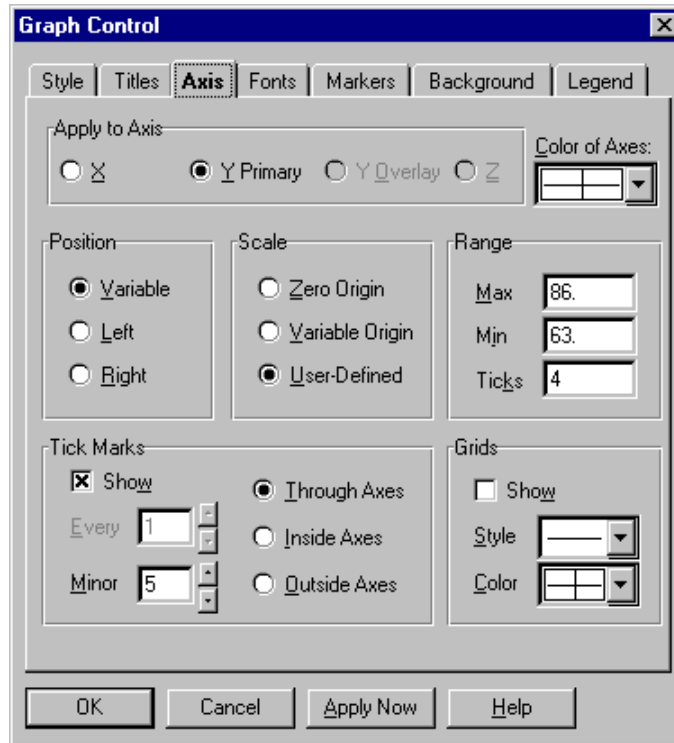 Graph Control
Style Titles Axis Fonts Markers Background Legend
Apply to Axis
X Y Primary Y Overlay Z
Color of Axes:
Position
Variable
Left
Right
Scale
Zero Origin
Variable Origin
User-Defined
Range
Max 86.
Min 63.
Ticks 4
Tick Marks
Show
Every 1
Minor 5
Through Axes
Inside Axes
Outside Axes
Grids
Show
Style
Color
OK Cancel Apply Now Help